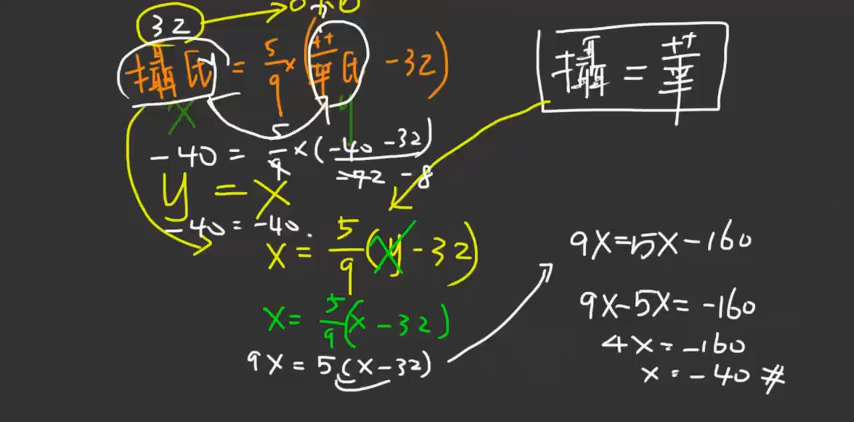 32
攝氏 = 5/9 × (華氏 - 32)
攝 = 華
x y
-40 = 5/9 × (-40 - 32)
-72 - 8
y = x
-40 = -40.
x = 5/9 (y - 32)
x = 5/9 (x - 32)
9x = 5(x - 32)
9x = 5x - 160
9x - 5x = -160
4x = -160
x = -40 #